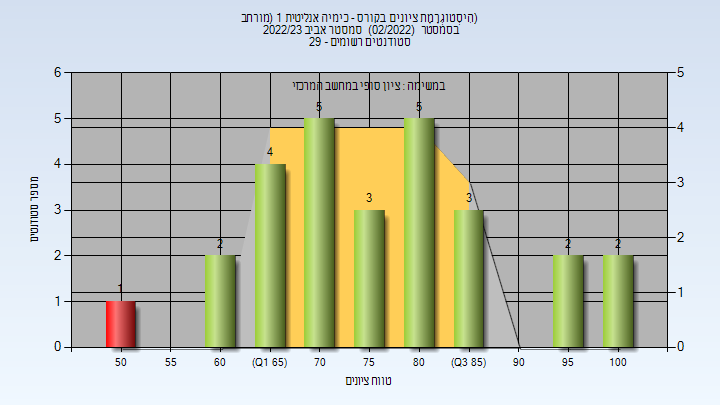 (היסטוגרמת ציונים בקורס - כימיה אנליטית 1 (מורחב
בסמסטר (02/2022) סמסטר אביב 2022/23
סטודנטים רשומים - 29
במשימה : ציון סופי במחשב המרכזי
מספר סטודנטים
6 5 4 3 2 1 0
5 4 3 2 1 0
1 2 4 5 3 5 3 2 2
50 55 60 (Q1 65) 70 75 80 (Q3 85) 90 95 100
טווח ציונים